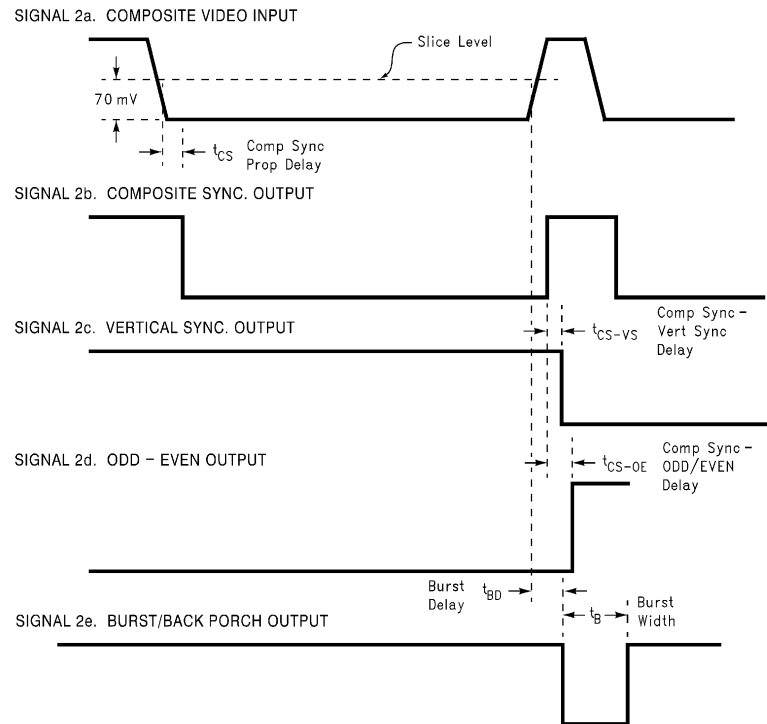 SIGNAL 2a. COMPOSITE VIDEO INPUT
Slice Level
70 mV
tCS Comp Sync
Prop Delay
SIGNAL 2b. COMPOSITE SYNC. OUTPUT
SIGNAL 2c. VERTICAL SYNC. OUTPUT
tCS-VS
Comp Sync –
Vert Sync
Delay
SIGNAL 2d. ODD – EVEN OUTPUT
tCS-OE
Comp Sync –
ODD/EVEN
Delay
Burst
Delay
tBD
SIGNAL 2e. BURST/BACK PORCH OUTPUT
tB
Burst
Width